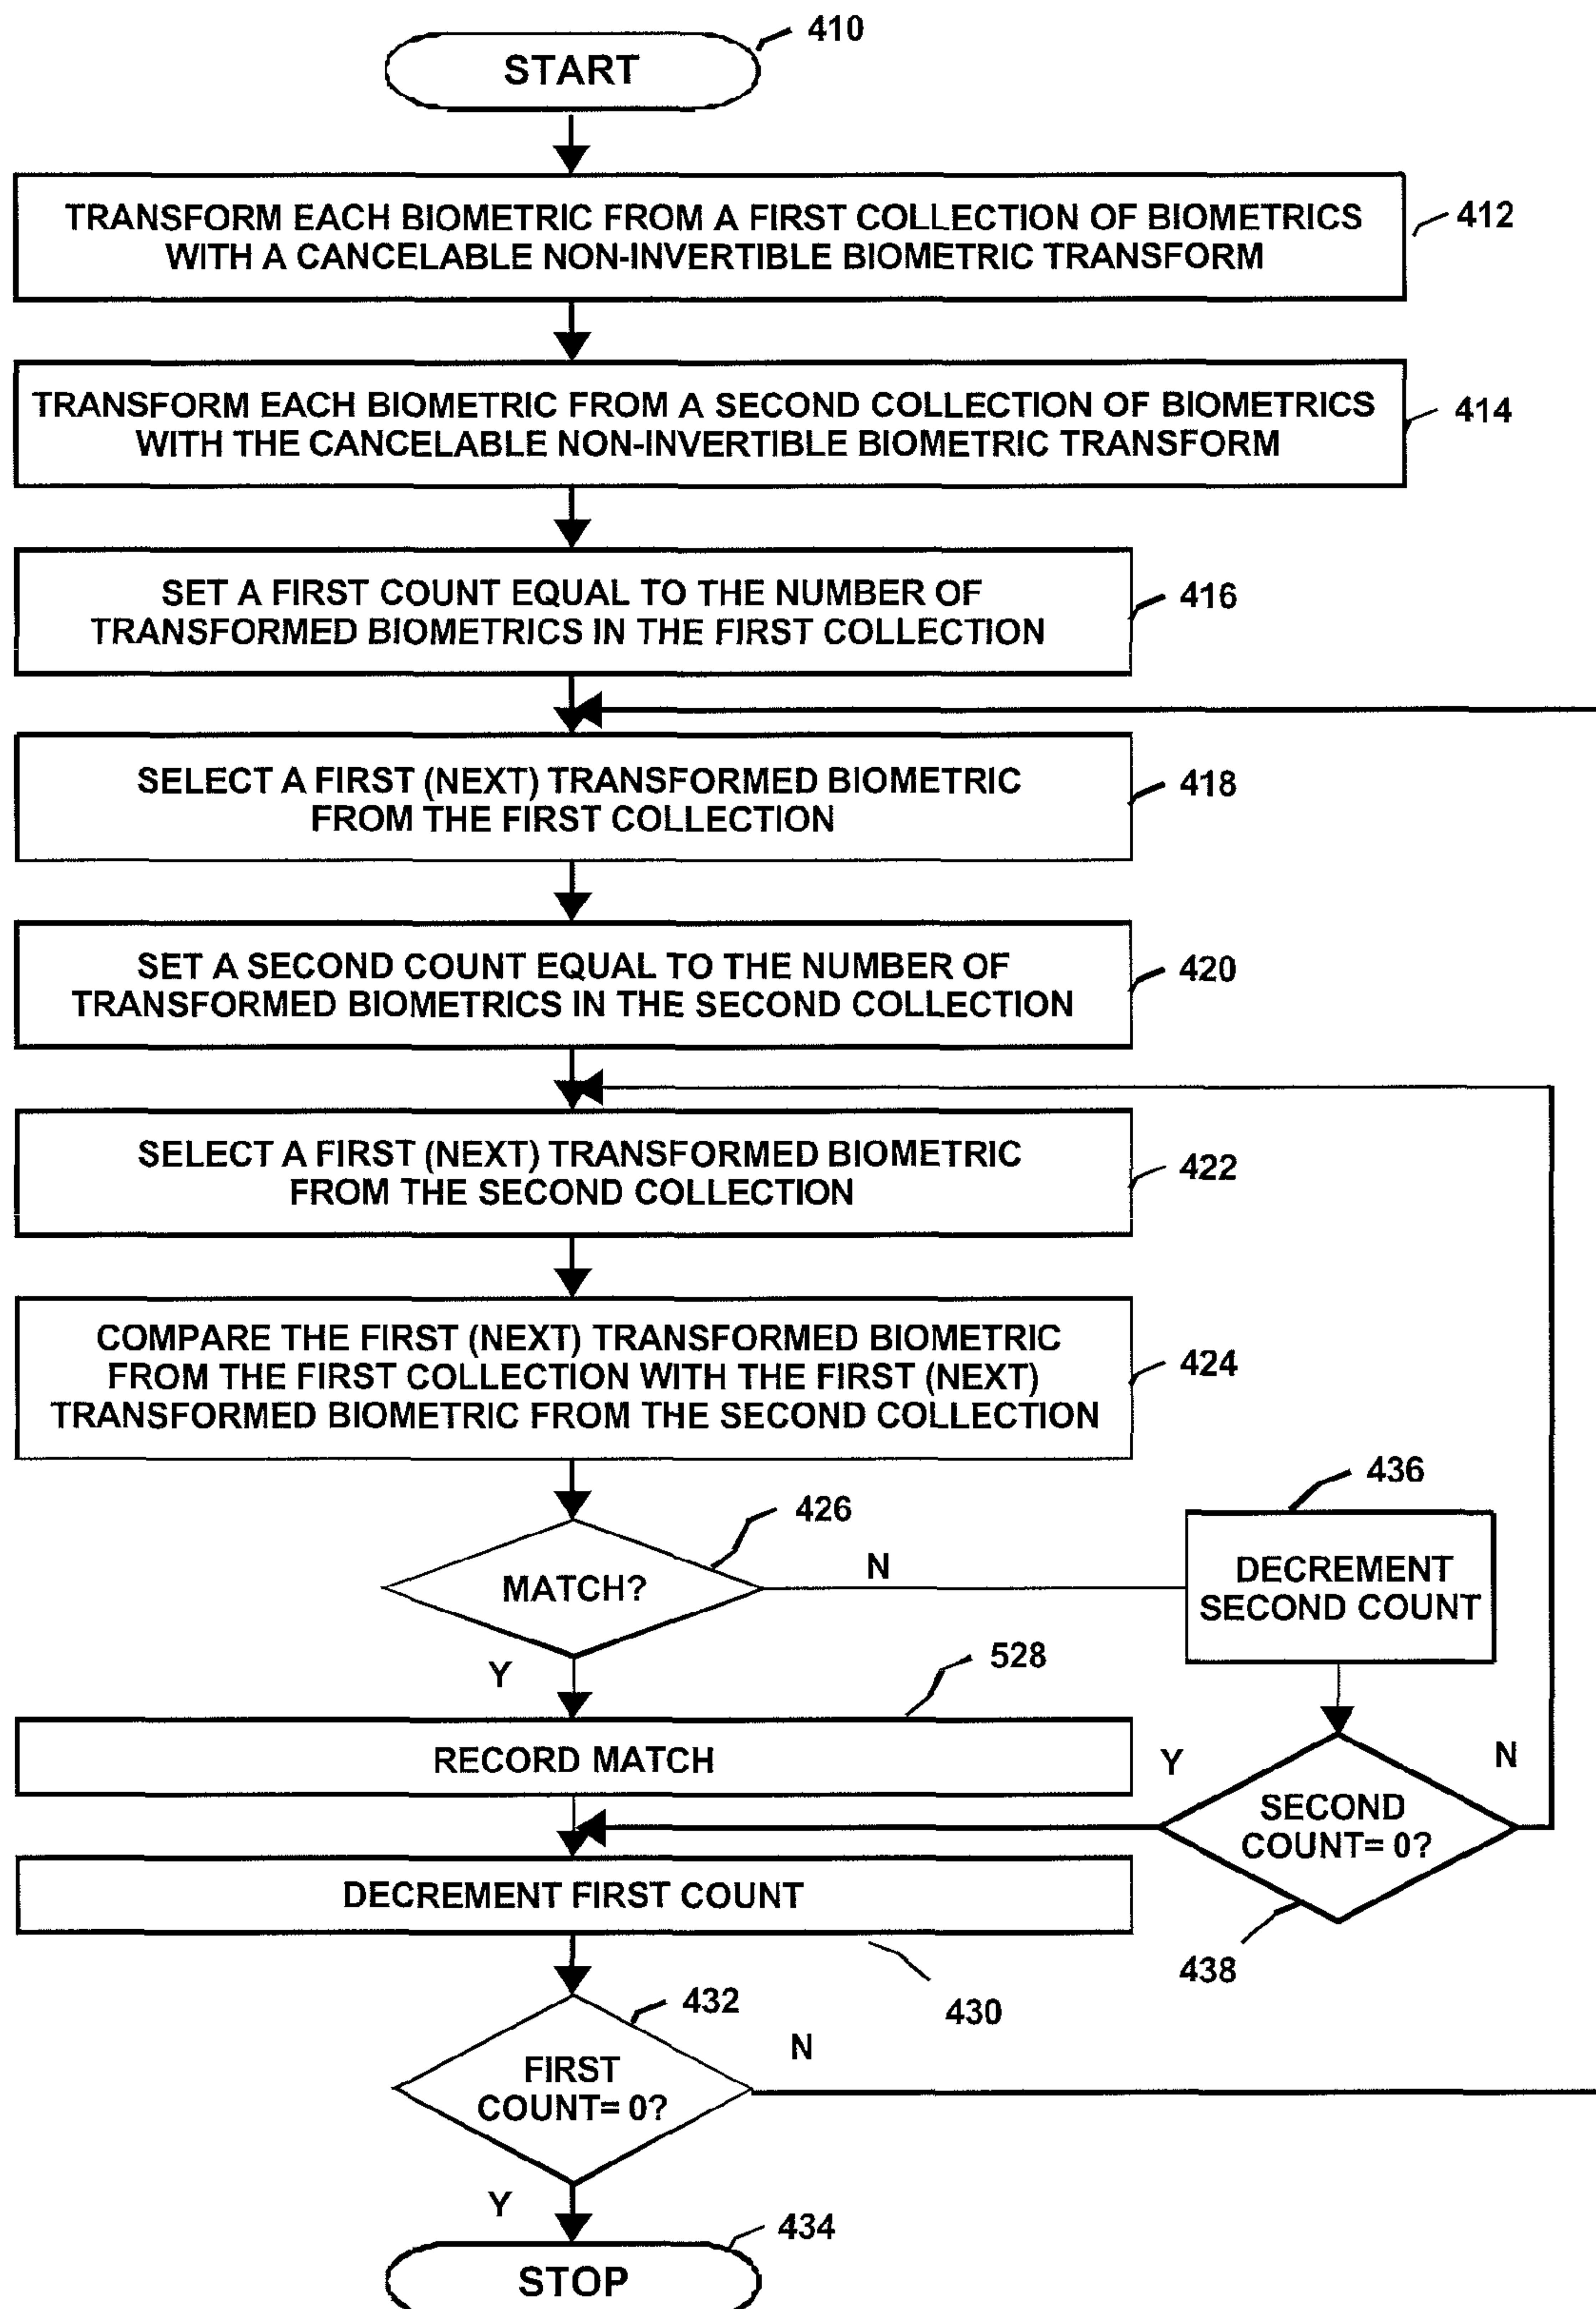 410
START
TRANSFORM EACH BIOMETRIC FROM A FIRST COLLECTION OF BIOMETRICS
WITH A CANCELABLE NON-INVERTIBLE BIOMETRIC TRANSFORM
412
TRANSFORM EACH BIOMETRIC FROM A SECOND COLLECTION OF BIOMETRICS
WITH THE CANCELABLE NON-INVERTIBLE BIOMETRIC TRANSFORM
414
SET A FIRST COUNT EQUAL TO THE NUMBER OF
TRANSFORMED BIOMETRICS IN THE FIRST COLLECTION
416
SELECT A FIRST (NEXT) TRANSFORMED BIOMETRIC
FROM THE FIRST COLLECTION
418
SET A SECOND COUNT EQUAL TO THE NUMBER OF
TRANSFORMED BIOMETRICS IN THE SECOND COLLECTION
420
SELECT A FIRST (NEXT) TRANSFORMED BIOMETRIC
FROM THE SECOND COLLECTION
422
COMPARE THE FIRST (NEXT) TRANSFORMED BIOMETRIC
FROM THE FIRST COLLECTION WITH THE FIRST (NEXT)
TRANSFORMED BIOMETRIC FROM THE SECOND COLLECTION
424
426
MATCH?
N
436
DECREMENT
SECOND COUNT
Y
528
RECORD MATCH
Y
N
SECOND
COUNT= 0?
438
DECREMENT FIRST COUNT
430
432
FIRST
COUNT= 0?
N
Y
434
STOP